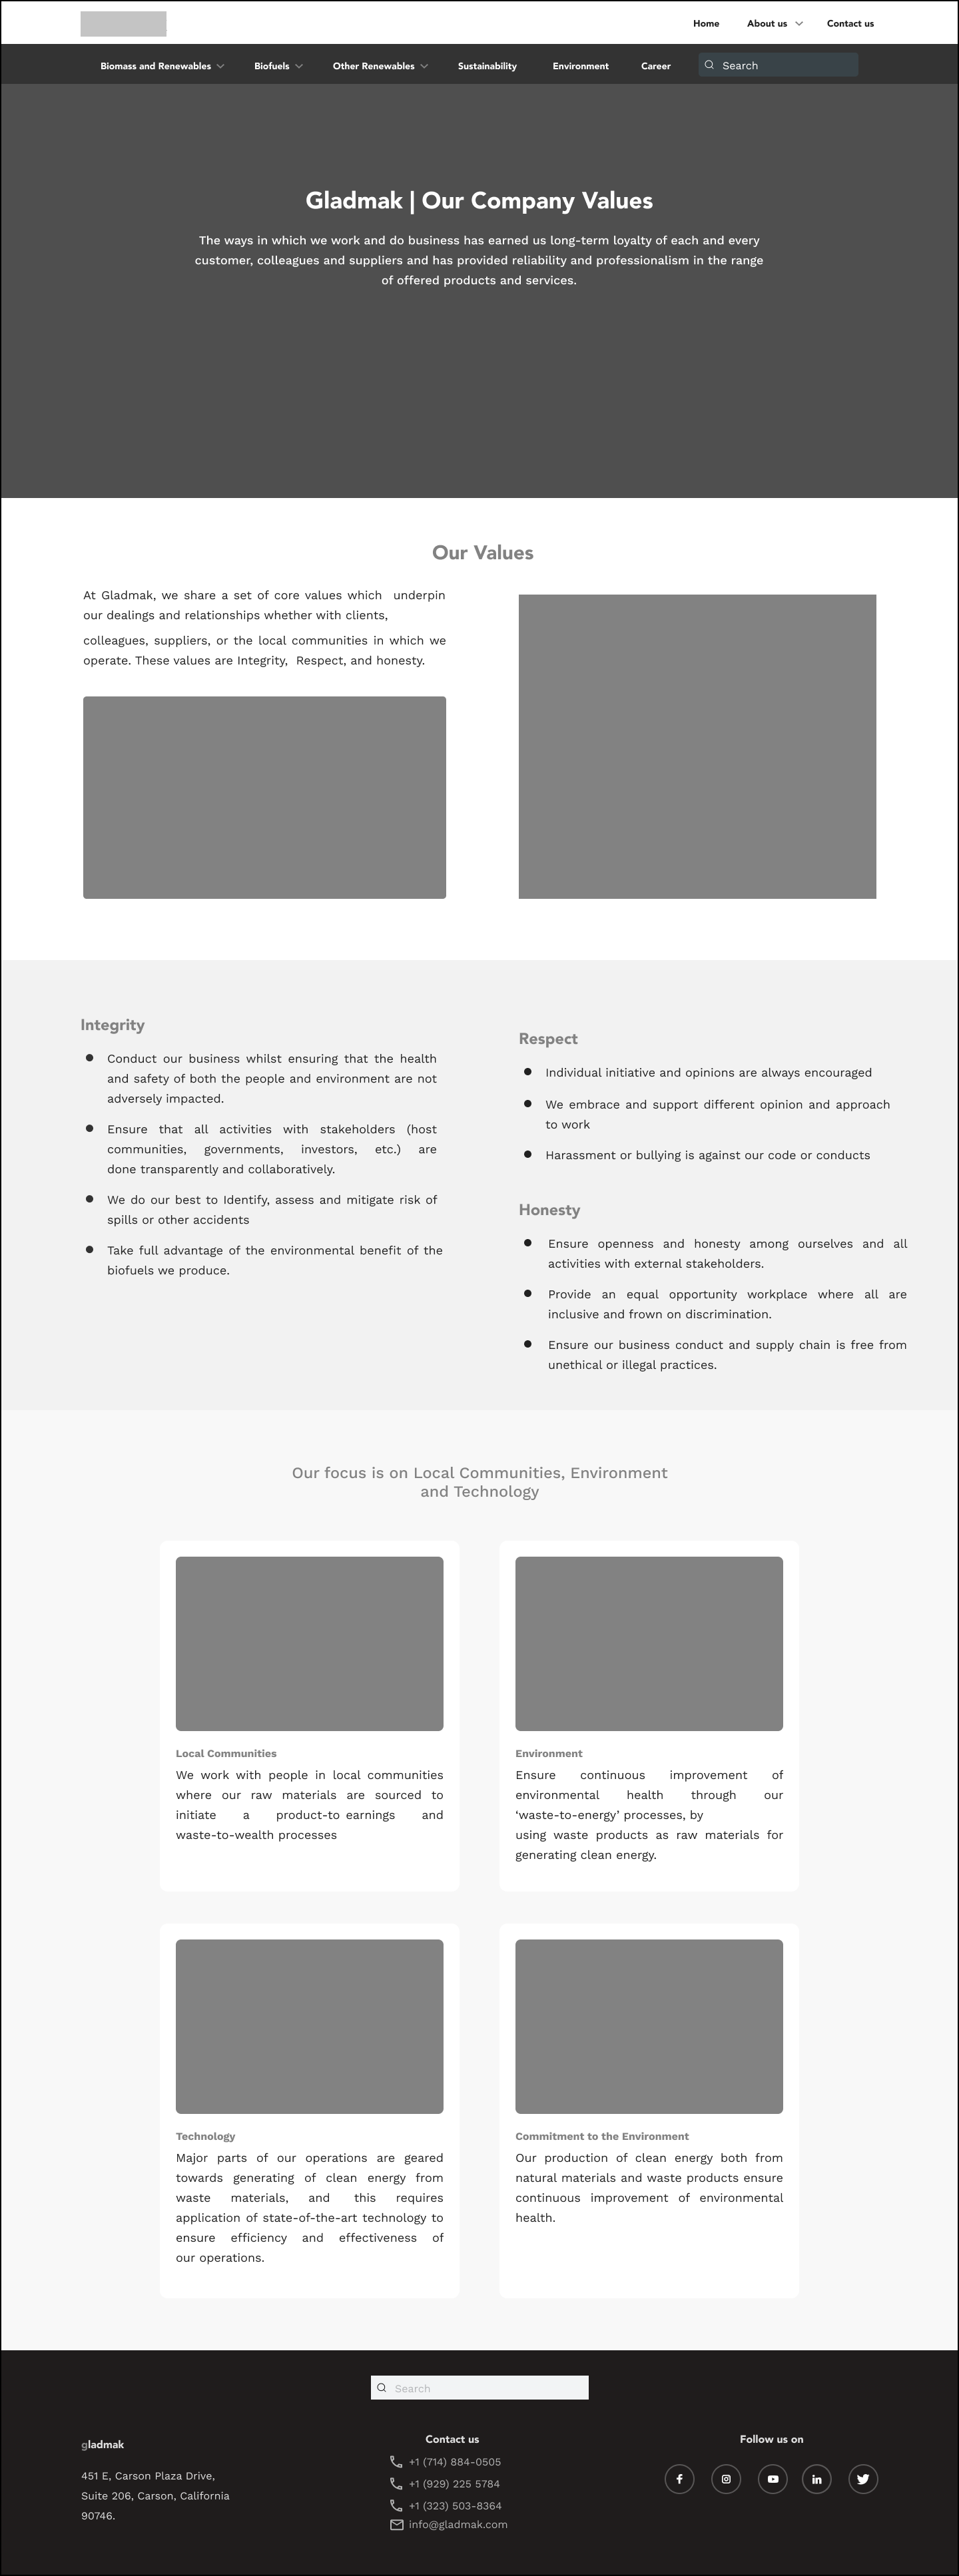 Home About us Contact us
Biomass and Renewables Biofuels Other Renewables Sustainability Environment Career Search
Gladmak | Our Company Values
The ways in which we work and do business has earned us long-term loyalty of each and every
customer, colleagues and suppliers and has provided reliability and professionalism in the range
of offered products and services.
Our Values
At Gladmak, we share a set of core values which underpin
our dealings and relationships whether with clients,
colleagues, suppliers, or the local communities in which we
operate. These values are Integrity, Respect, and honesty.
Integrity
Conduct our business whilst ensuring that the health
and safety of both the people and environment are not
adversely impacted.
Ensure that all activities with stakeholders (host
communities, governments, investors, etc.) are
done transparently and collaboratively.
We do our best to Identify, assess and mitigate risk of
spills or other accidents
Take full advantage of the environmental benefit of the
biofuels we produce.
Respect
Individual initiative and opinions are always encouraged
We embrace and support different opinion and approach
to work
Harassment or bullying is against our code or conducts
Honesty
Ensure openness and honesty among ourselves and all
activities with external stakeholders.
Provide an equal opportunity workplace where all are
inclusive and frown on discrimination.
Ensure our business conduct and supply chain is free from
unethical or illegal practices.
Our focus is on Local Communities, Environment
and Technology
Local Communities
We work with people in local communities
where our raw materials are sourced to
initiate a product-to earnings and
waste-to-wealth processes
Environment
Ensure continuous improvement of
environmental health through our
‘waste-to-energy’ processes, by
using waste products as raw materials for
generating clean energy.
Technology
Major parts of our operations are geared
towards generating of clean energy from
waste materials, and this requires
application of state-of-the-art technology to
ensure efficiency and effectiveness of
our operations.
Commitment to the Environment
Our production of clean energy both from
natural materials and waste products ensure
continuous improvement of environmental
health.
Search
gladmak
451 E, Carson Plaza Drive,
Suite 206, Carson, California
90746.
Contact us
+1 (714) 884-0505
+1 (929) 225 5784
+1 (323) 503-8364
info@gladmak.com
Follow us on